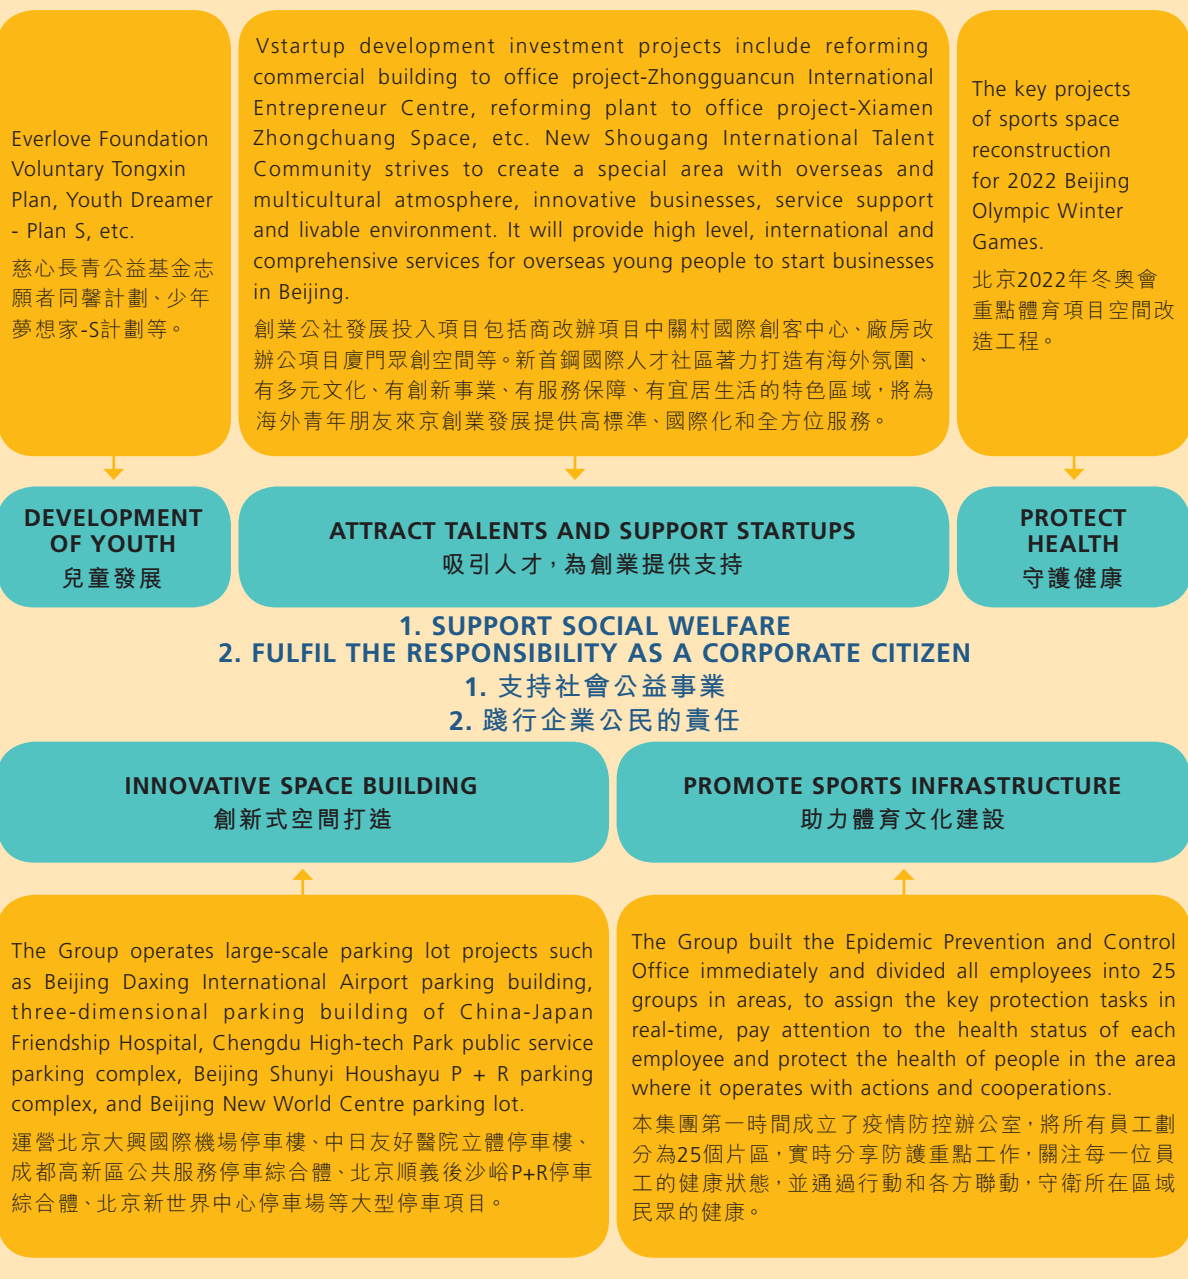 Everlove Foundation
Voluntary Tongxin
Plan, Youth Dreamer
- Plan S, etc.
慈心長青公益基金志
願者同馨計劃、少年
夢想家-S計劃等。
Vstartup development investment projects include reforming
commercial building to office project-Zhongguancun International
Entrepreneur Centre, reforming plant to office project-Xiamen
Zhongchuang Space, etc. New Shougang International Talent
Community strives to create a special area with overseas and
multicultural atmosphere, innovative businesses, service support
and livable environment. It will provide high level, international and
comprehensive services for overseas young people to start businesses
in Beijing.
創業公社發展投入項目包括商改辦項目中關村國際創客中心、廠房改
辦公項目廈門眾創空間等。新首鋼國際人才社區著力打造有海外氛圍、
有多元文化、有創新事業、有服務保障、有宜居生活的特色區域，將為
海外青年朋友來京創業發展提供高標準、國際化和全方位服務。
The key projects
of sports space
reconstruction
for 2022 Beijing
Olympic Winter
Games.
北京2022年冬奧會
重點體育項目空間改
造工程。
DEVELOPMENT
OF YOUTH
兒童發展
ATTRACT TALENTS AND SUPPORT STARTUPS
吸引人才，為創業提供支持
PROTECT
HEALTH
守護健康
1. SUPPORT SOCIAL WELFARE
2. FULFIL THE RESPONSIBILITY AS A CORPORATE CITIZEN
1. 支持社會公益事業
2. 踐行企業公民的責任
INNOVATIVE SPACE BUILDING
創新式空間打造
PROMOTE SPORTS INFRASTRUCTURE
助力體育文化建設
The Group operates large-scale parking lot projects such
as Beijing Daxing International Airport parking building,
three-dimensional parking building of China-Japan
Friendship Hospital, Chengdu High-tech Park public service
parking complex, Beijing Shunyi Houshayu P + R parking
complex, and Beijing New World Centre parking lot.
運營北京大興國際機場停車樓、中日友好醫院立體停車樓、
成都高新區公共服務停車綜合體、北京順義後沙峪P+R停車
綜合體、北京新世界中心停車場等大型停車項目。
The Group built the Epidemic Prevention and Control
Office immediately and divided all employees into 25
groups in areas, to assign the key protection tasks in
real-time, pay attention to the health status of each
employee and protect the health of people in the area
where it operates with actions and cooperations.
本集團第一時間成立了疫情防控辦公室，將所有員工劃
分為25個片區，實時分享防護重點工作，關注每一位員
工的健康狀態，並通過行動和各方聯動，守衛所在區域
民眾的健康。